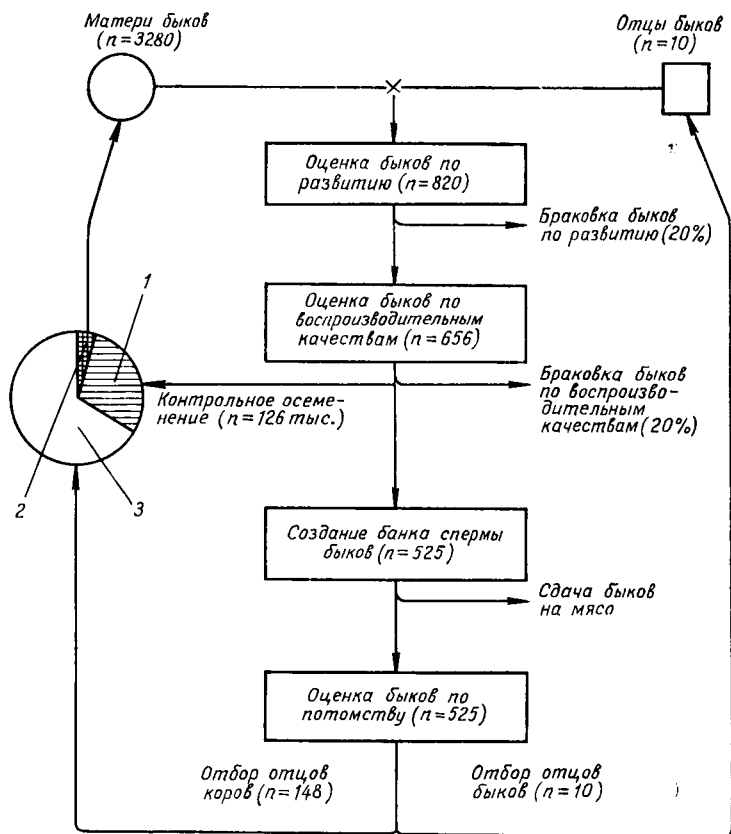 Матери быков
(n=3280)
Отцы быков
(n=10)
Оценка быков по
развитию (n=820)
Браковка быков
по развитию (20%)
1
Оценка быков по
воспроизводительным
качествам (n=656)
Контрольное осеме-
нение (n=126 тыс.)
Браковка быков
по воспризво-
дительным
качествам (20%)
2
3
Создание банка спермы
быков (n=525)
Сдача быков
на мясо
Оценка быков по
потомству (n=525)
Отбор отцов
коров (n=148)
Отбор отцов
быков (n=10)